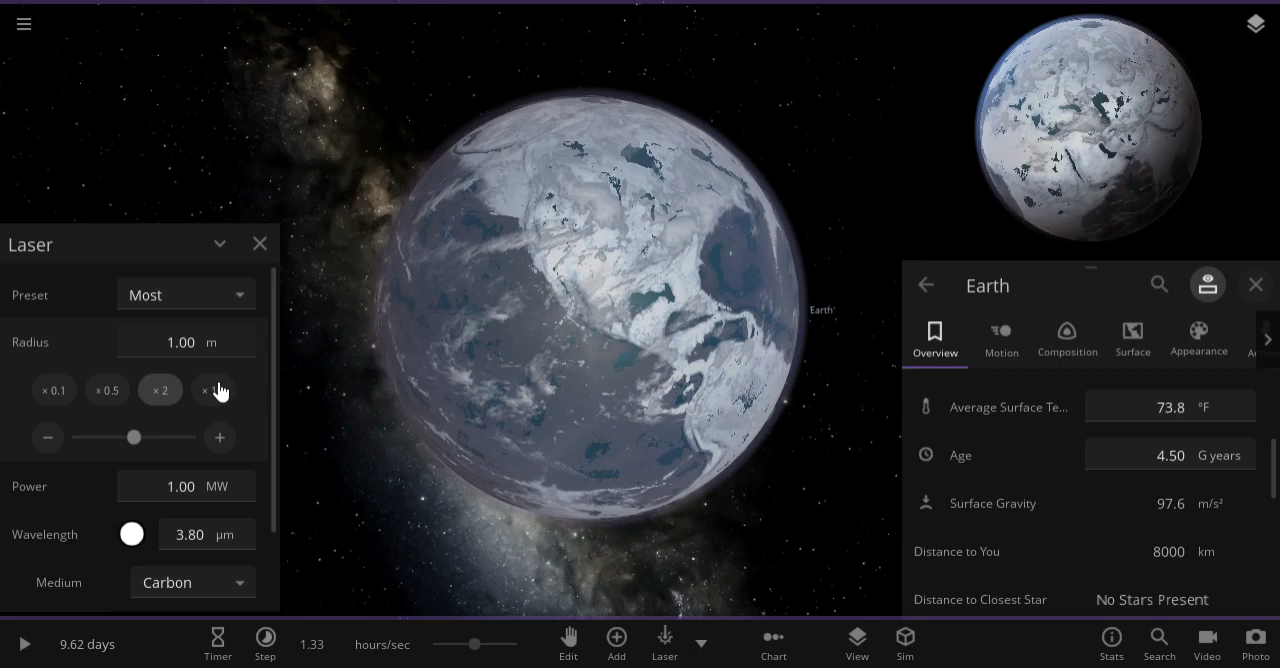 Laser
Preset
Most
Radius
1.00 m
× 0.1
× 0.5
× 2
Power
1.00 MW
Wavelength
3.80 µm
Medium
Carbon
Earth
Earth
Overview
Motion
Composition
Surface
Appearance
Average Surface Te...
73.8 °F
Age
4.50 G years
Surface Gravity
97.6 m/s²
Distance to You
8000 km
Distance to Closest Star
No Stars Present
9.62 days
Timer
Step
1.33 hours/sec
Edit
Add
Laser
Chart
View
Sim
Stats
Search
Video
Photo